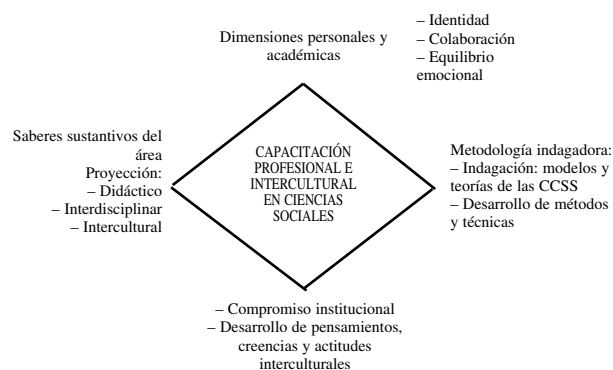 Dimensiones personales y
académicas
– Identidad
– Colaboración
– Equilibrio
emocional
Saberes sustantivos del
área
Proyección:
– Didáctico
– Interdisciplinar
– Intercultural
CAPACITACIÓN
PROFESIONAL E
INTERCULTURAL
EN CIENCIAS
SOCIALES
Metodología indagadora:
– Indagación: modelos y
teorías de las CCSS
– Desarrollo de métodos
y técnicas
– Compromiso institucional
– Desarrollo de pensamientos,
creencias y actitudes
interculturales